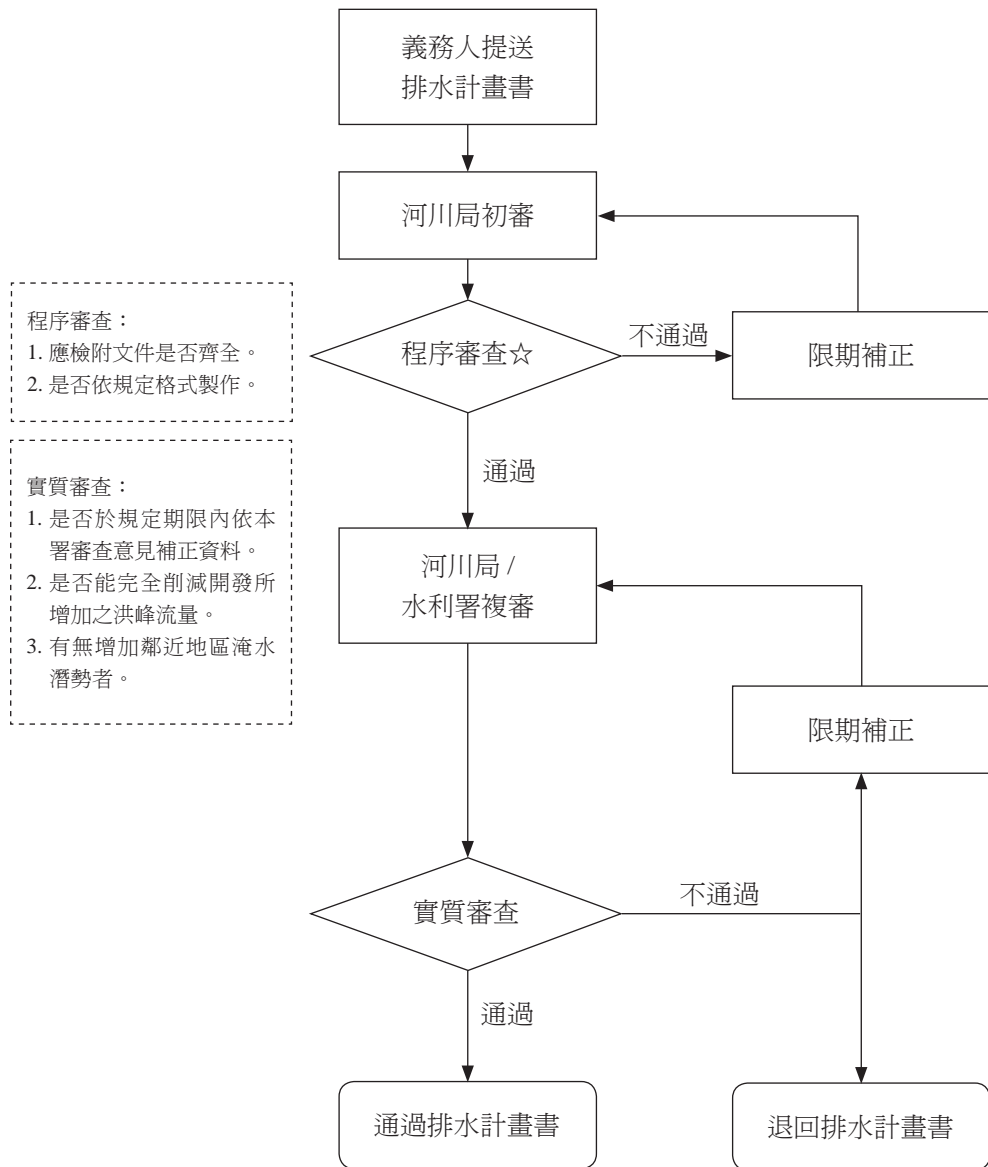 義務人提送
排水計畫書
河川局初審
程序審查：
1. 應檢附文件是否齊全。
2. 是否依規定格式製作。
程序審查☆
不通過
限期補正
通過
實質審查：
1. 是否於規定期限內依本
署審查意見補正資料。
2. 是否能完全削減開發所
增加之洪峰流量。
3. 有無增加鄰近地區淹水
潛勢者。
河川局 /
水利署複審
限期補正
實質審查
不通過
通過
通過排水計畫書
退回排水計畫書